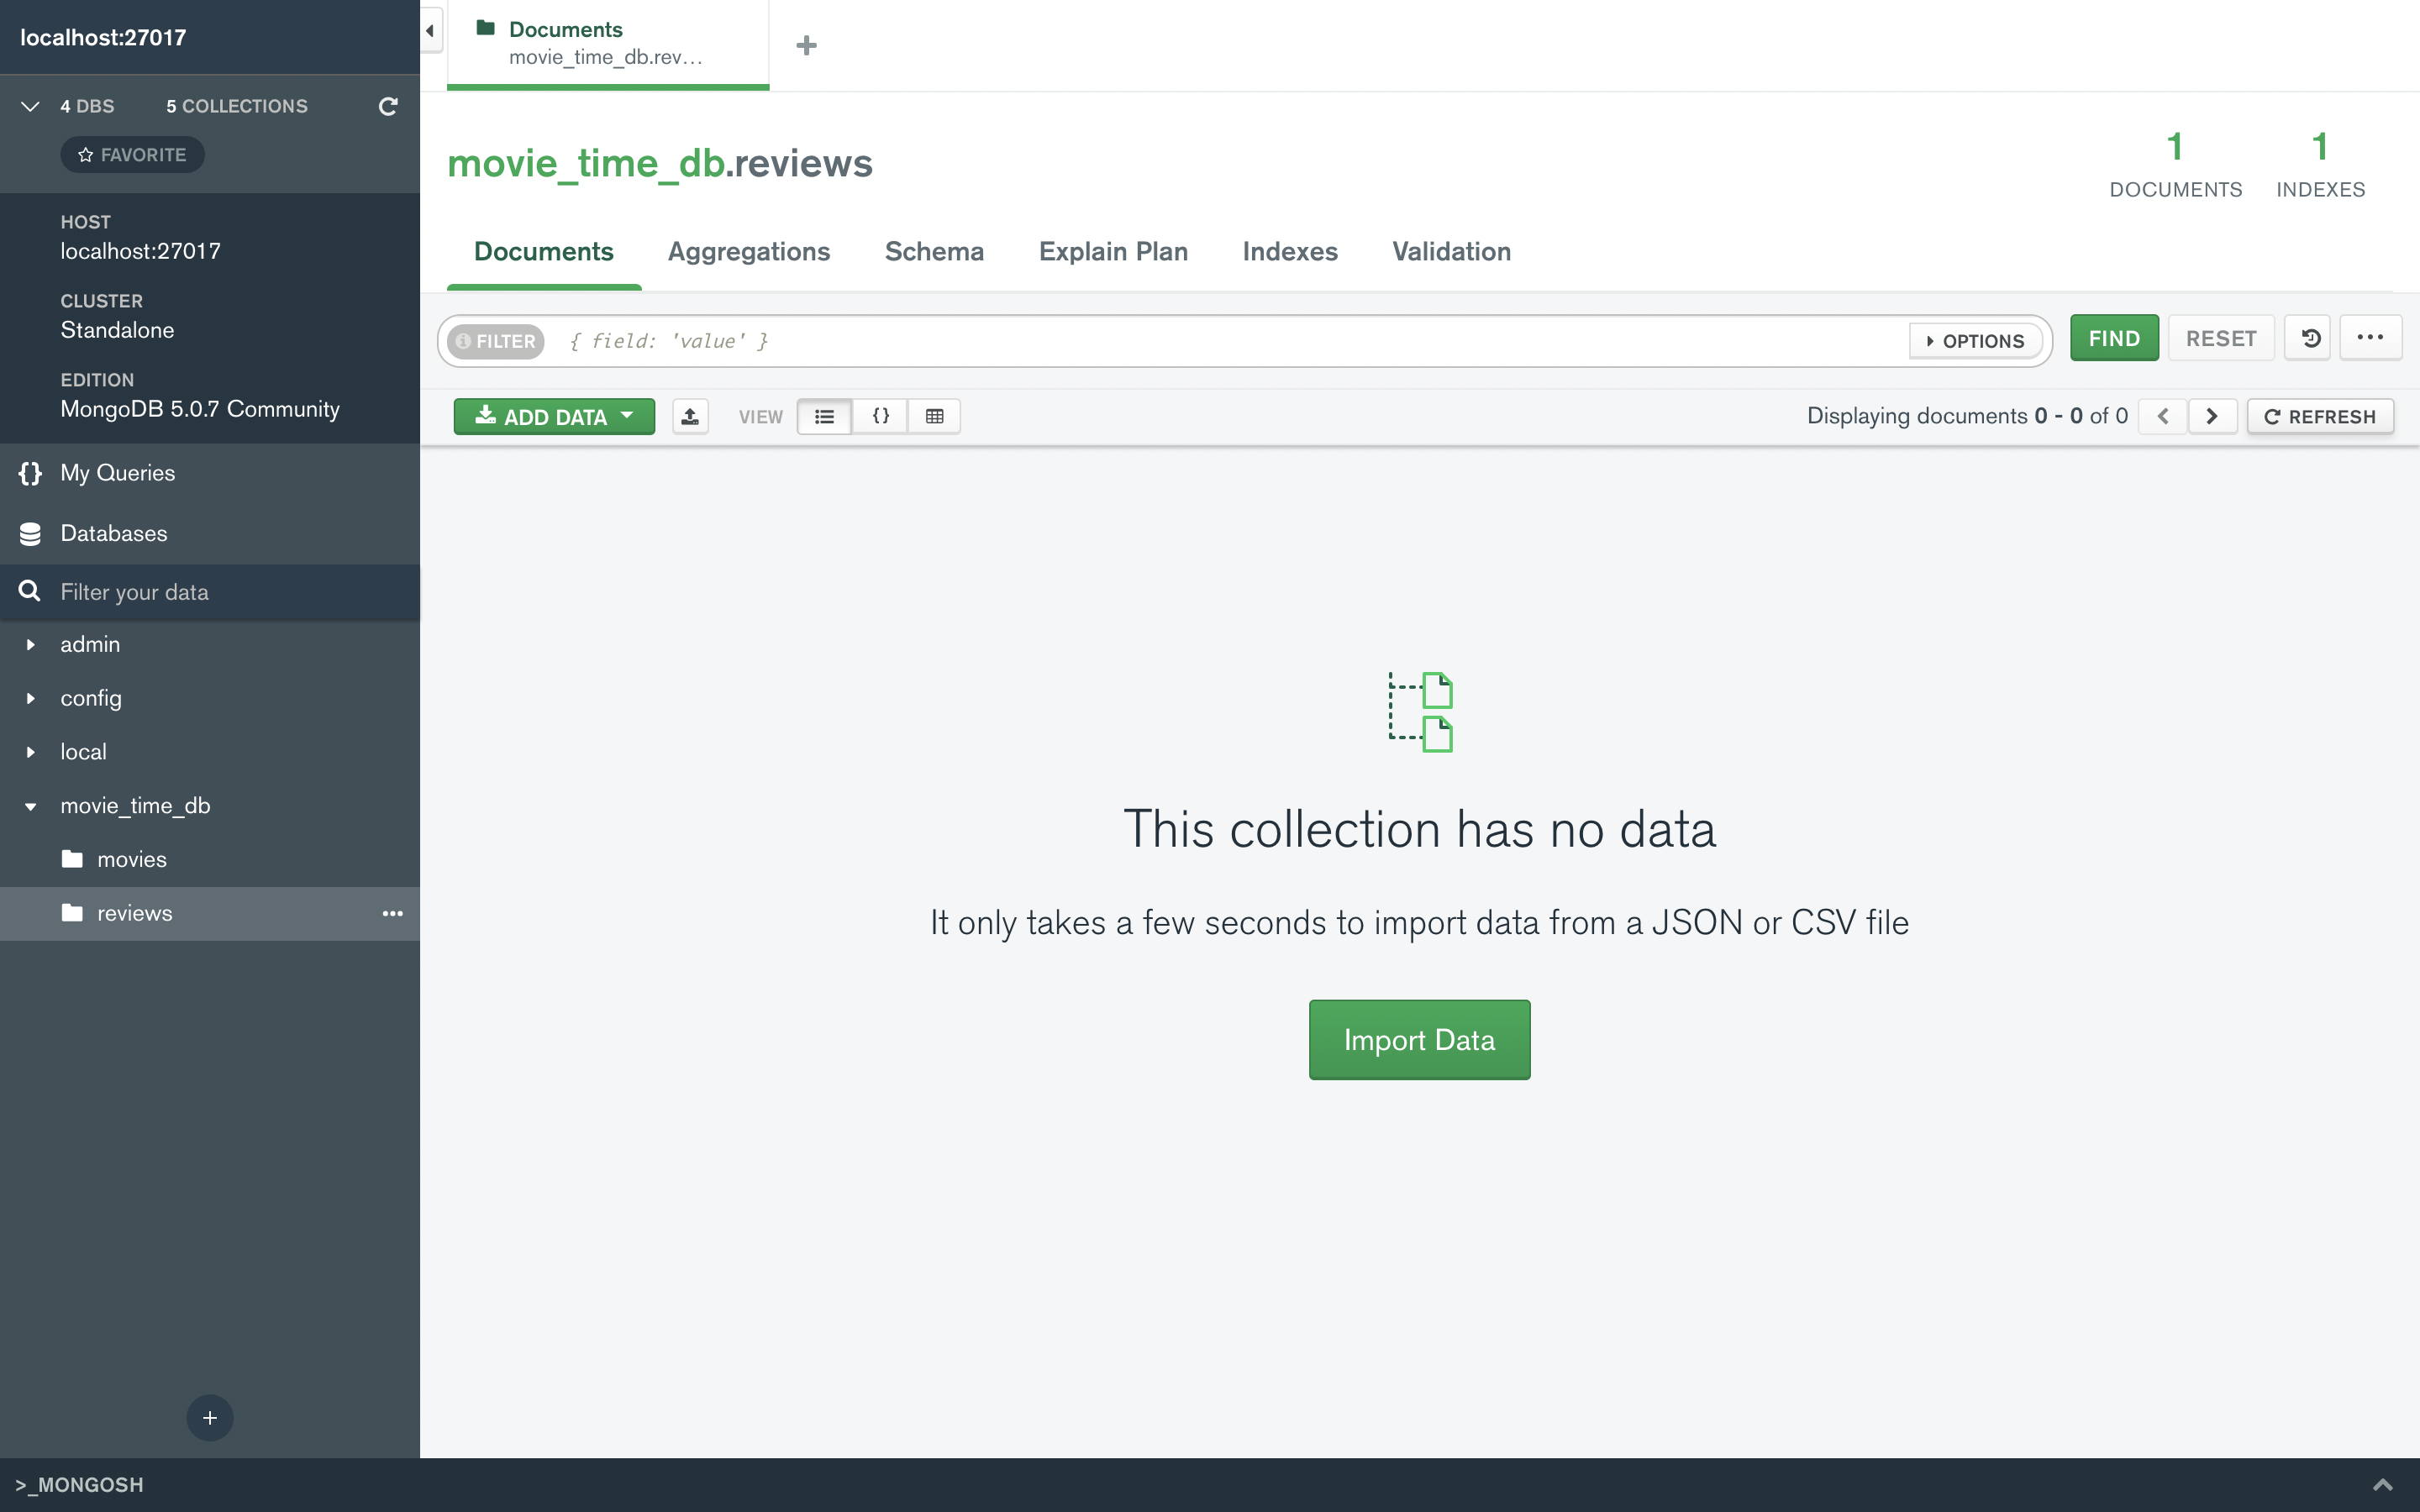 localhost:27017
4 DBS 5 COLLECTIONS
FAVORITE
HOST
localhost:27017
CLUSTER
Standalone
EDITION
MongoDB 5.0.7 Community
{} My Queries
Databases
Filter your data
admin
config
local
movie_time_db
movies
reviews •••
+
Documents
movie_time_db.rev...
+
movie_time_db.reviews
1 DOCUMENTS
1 INDEXES
Documents Aggregations Schema Explain Plan Indexes Validation
FILTER { field: 'value' } OPTIONS FIND RESET •••
ADD DATA VIEW {} Displaying documents 0 - 0 of 0 < > REFRESH
This collection has no data
It only takes a few seconds to import data from a JSON or CSV file
Import Data
>_MONGOSH